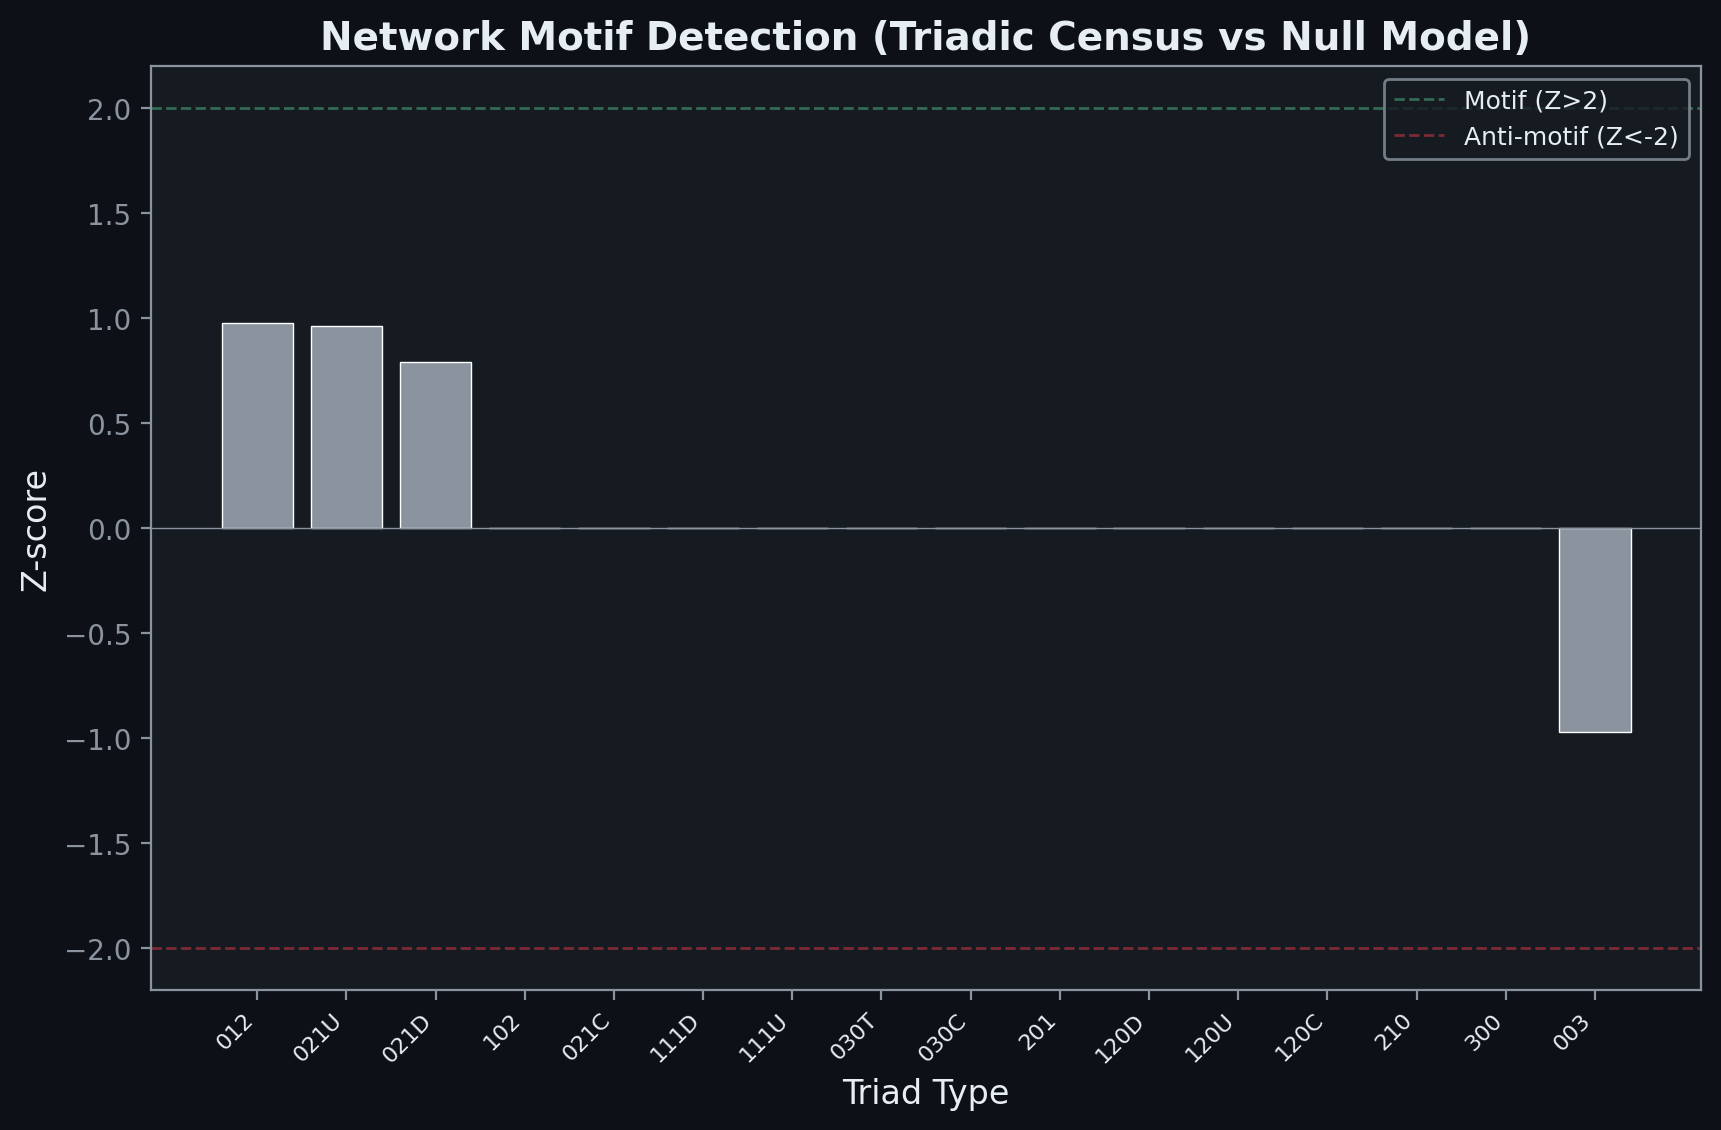 Network Motif Detection (Triadic Census vs Null Model)
Motif (Z>2)
Anti-motif (Z<-2)
Z-score
2.0
1.5
1.0
0.5
0.0
−0.5
−1.0
−1.5
−2.0
012
021U
021D
102
021C
111D
111U
030T
030C
201
120D
120U
120C
210
300
003
Triad Type